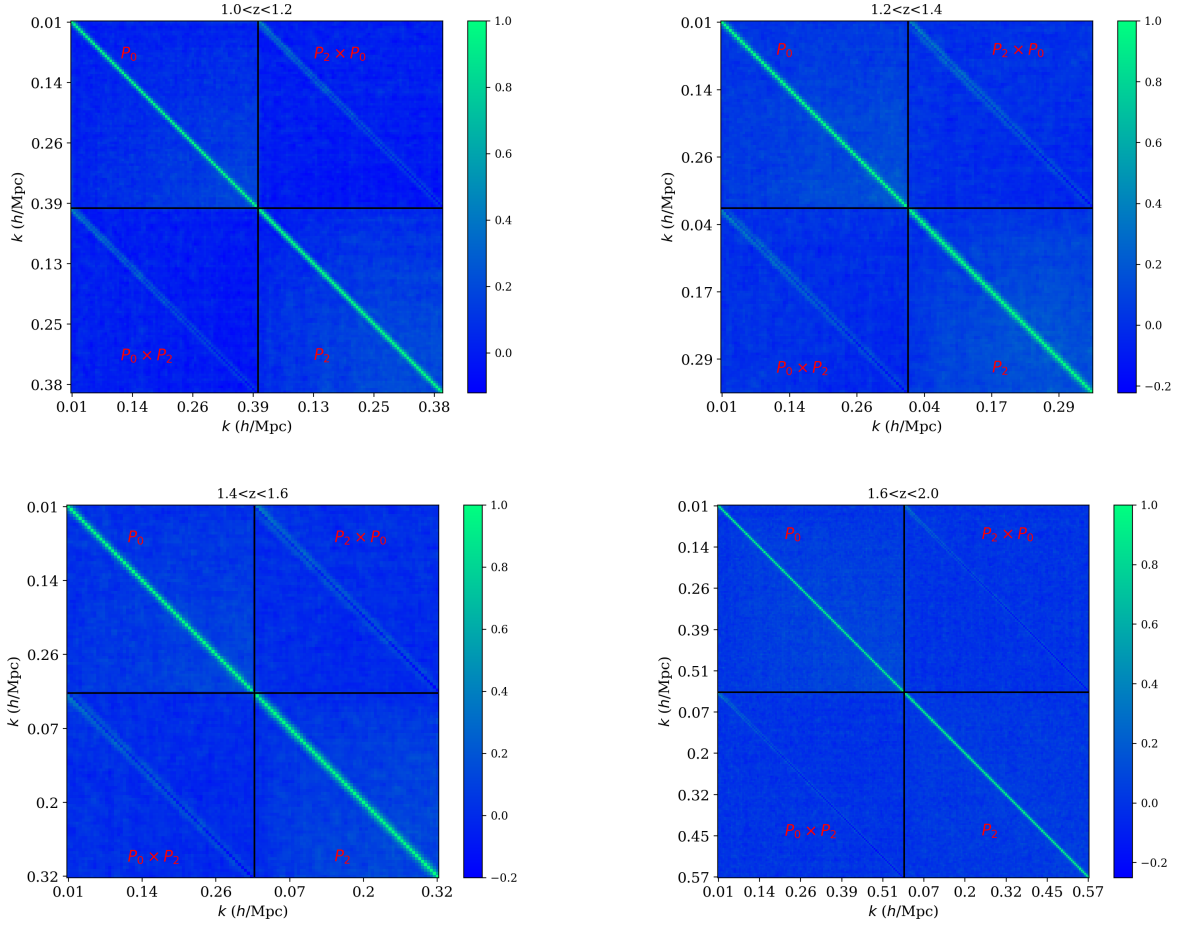 1.0<z<1.2
0.01
0.14
0.26
0.39
0.13
0.25
0.38
k (h/Mpc)
P0
P2 × P0
P0 × P2
P2
0.01 0.14 0.26 0.39 0.13 0.25 0.38
k (h/Mpc)
1.0
0.8
0.6
0.4
0.2
0.0
1.2<z<1.4
0.01
0.14
0.26
0.04
0.17
0.29
k (h/Mpc)
P0
P2 × P0
P0 × P2
P2
0.01 0.14 0.26 0.04 0.17 0.29
k (h/Mpc)
1.0
0.8
0.6
0.4
0.2
0.0
−0.2
1.4<z<1.6
0.01
0.14
0.26
0.07
0.2
0.32
k (h/Mpc)
P0
P2 × P0
P0 × P2
P2
0.01 0.14 0.26 0.07 0.2 0.32
k (h/Mpc)
1.0
0.8
0.6
0.4
0.2
0.0
−0.2
1.6<z<2.0
0.01
0.14
0.26
0.39
0.51
0.07
0.2
0.32
0.45
0.57
k (h/Mpc)
P0
P2 × P0
P0 × P2
P2
0.01 0.14 0.26 0.39 0.51 0.07 0.2 0.32 0.45 0.57
k (h/Mpc)
1.0
0.8
0.6
0.4
0.2
0.0
−0.2